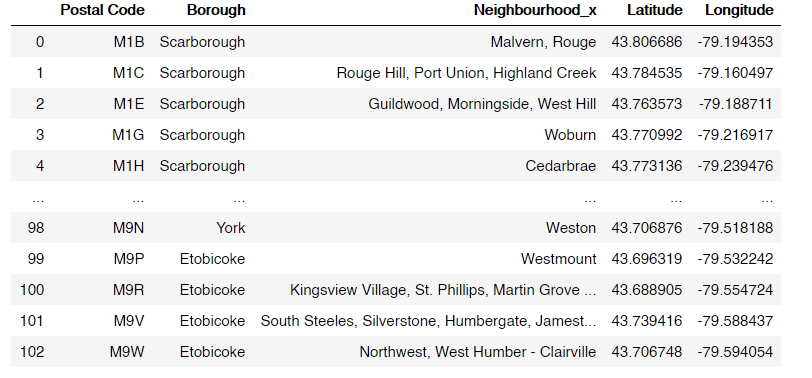 Postal Code Borough Neighbourhood_x Latitude Longitude
0 M1B Scarborough Malvern, Rouge 43.806686 -79.194353
1 M1C Scarborough Rouge Hill, Port Union, Highland Creek 43.784535 -79.160497
2 M1E Scarborough Guildwood, Morningside, West Hill 43.763573 -79.188711
3 M1G Scarborough Woburn 43.770992 -79.216917
4 M1H Scarborough Cedarbrae 43.773136 -79.239476
... ... ... ... ... ...
98 M9N York Weston 43.706876 -79.518188
99 M9P Etobicoke Westmount 43.696319 -79.532242
100 M9R Etobicoke Kingsview Village, St. Phillips, Martin Grove ... 43.688905 -79.554724
101 M9V Etobicoke South Steeles, Silverstone, Humbergate, Jamest... 43.739416 -79.588437
102 M9W Etobicoke Northwest, West Humber - Clairville 43.706748 -79.594054